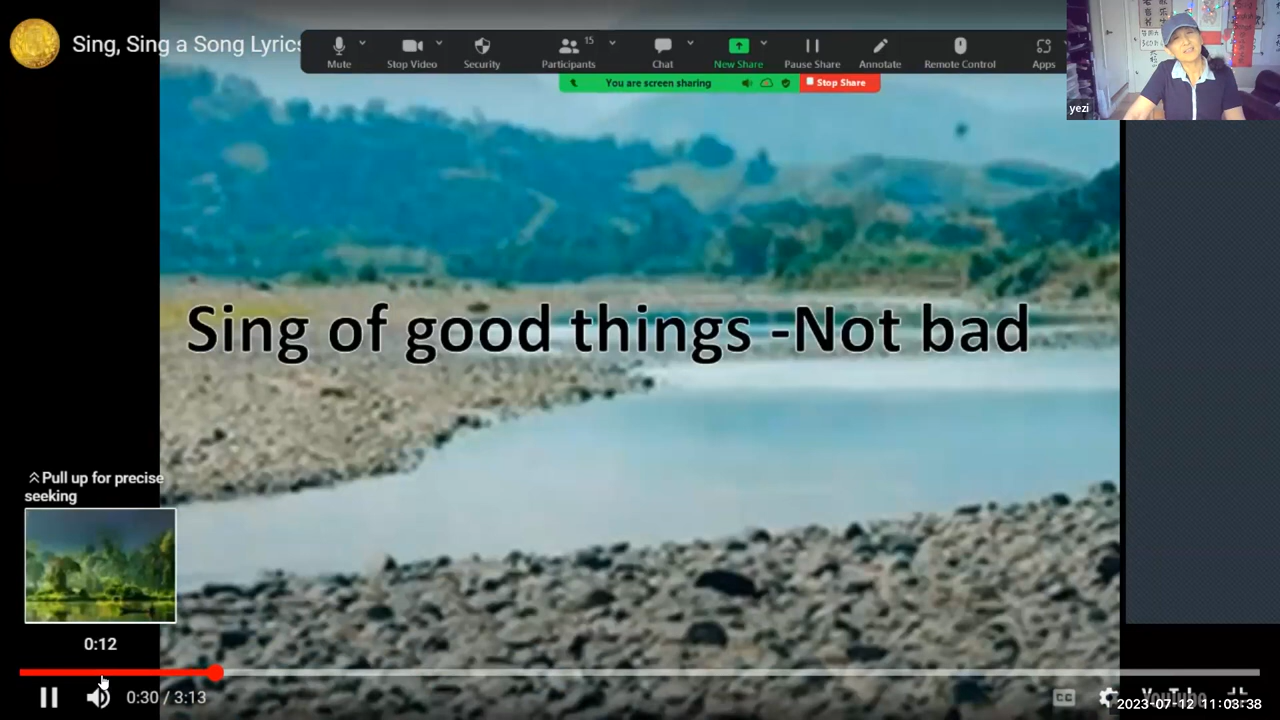 Sing, Sing a Song Lyrics
15
Mute
Stop Video
Security
Participants
Chat
New Share
Pause Share
Annotate
Remote Control
Apps
You are screen sharing
Stop Share
yezi
Sing of good things -Not bad
Pull up for precise
seeking
0:12
0:30 / 3:13
CC
YouTube
2023-07-12 11:03:38